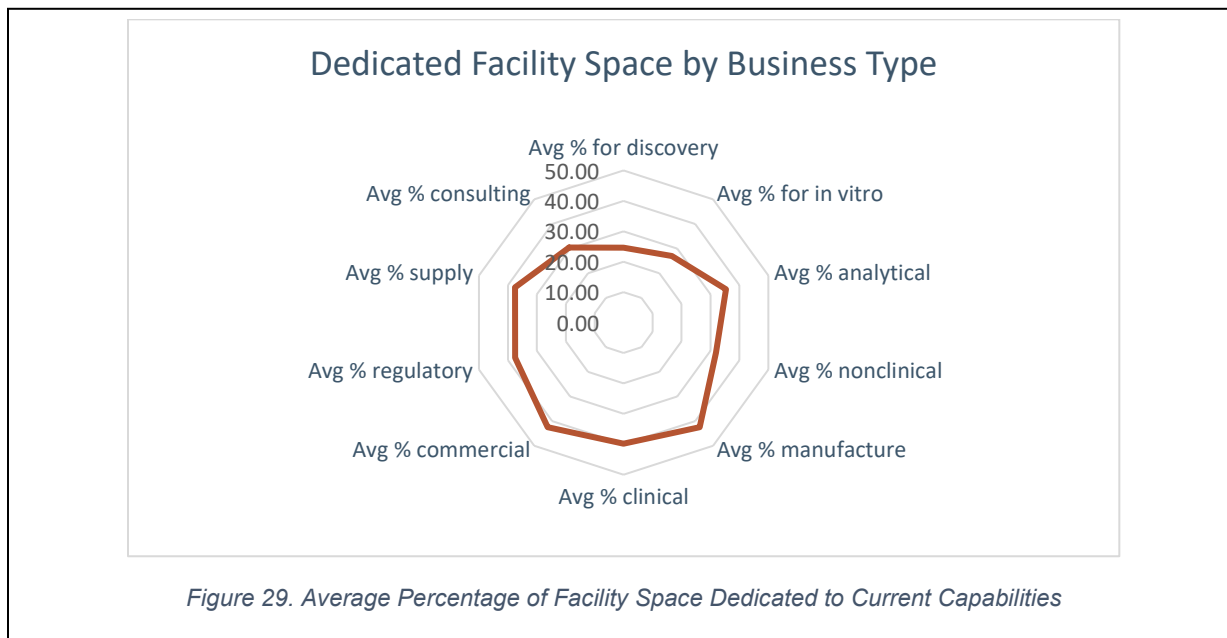 Dedicated Facility Space by Business Type
Avg % for discovery
50.00
Avg % consulting
Avg % for in vitro
40.00
30.00
Avg % supply
20.00
Avg % analytical
10.00
0.00
Avg % regulatory
Avg % nonclinical
Avg % commercial
Avg % manufacture
Avg % clinical
Figure 29. Average Percentage of Facility Space Dedicated to Current Capabilities